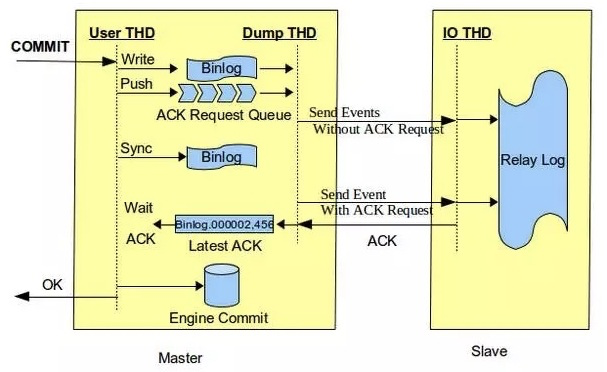 User THD
Dump THD
IO THD
COMMIT
Write
Binlog
Push
ACK Request Queue
Send Events
Without ACK Request
Sync
Binlog
Relay Log
Send Event
With ACK Request
Wait
ACK
Binlog.000002,456
Latest ACK
ACK
OK
Engine Commit
Master
Slave